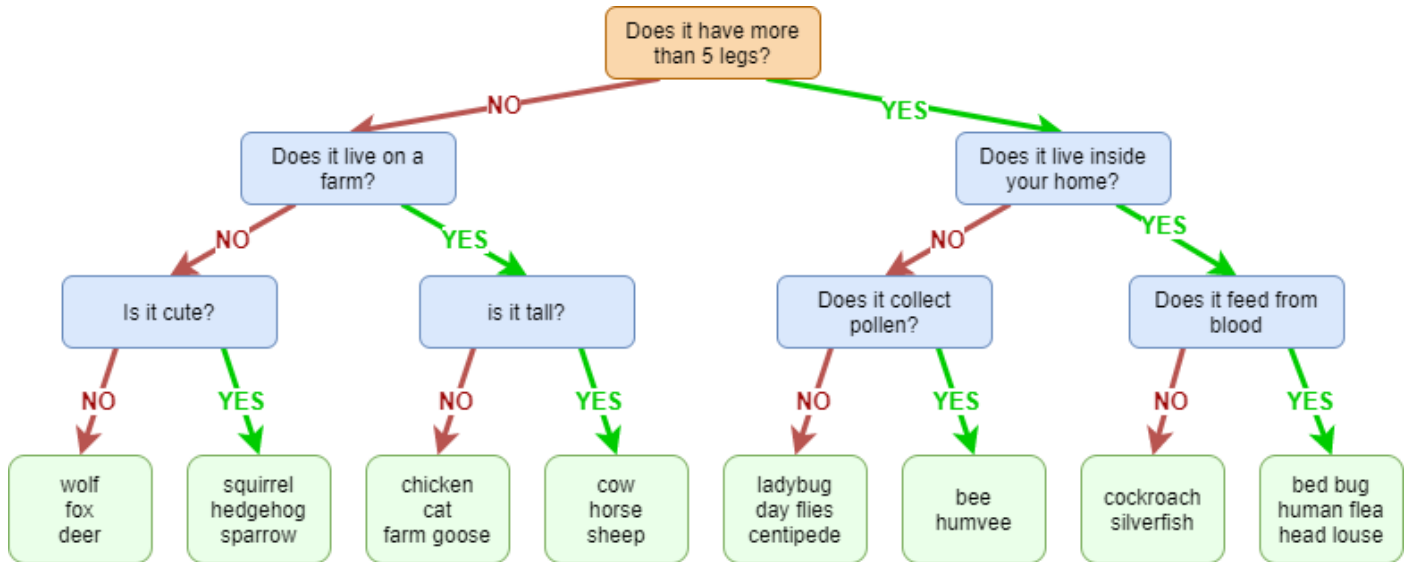 Does it have more
than 5 legs?
NO
YES
Does it live on a
farm?
Does it live inside
your home?
NO
YES
NO
YES
Is it cute?
is it tall?
Does it collect
pollen?
Does it feed from
blood
NO
YES
NO
YES
NO
YES
NO
YES
wolf
fox
deer
squirrel
hedgehog
sparrow
chicken
cat
farm goose
cow
horse
sheep
ladybug
day flies
centipede
bee
humvee
cockroach
silverfish
bed bug
human flea
head louse